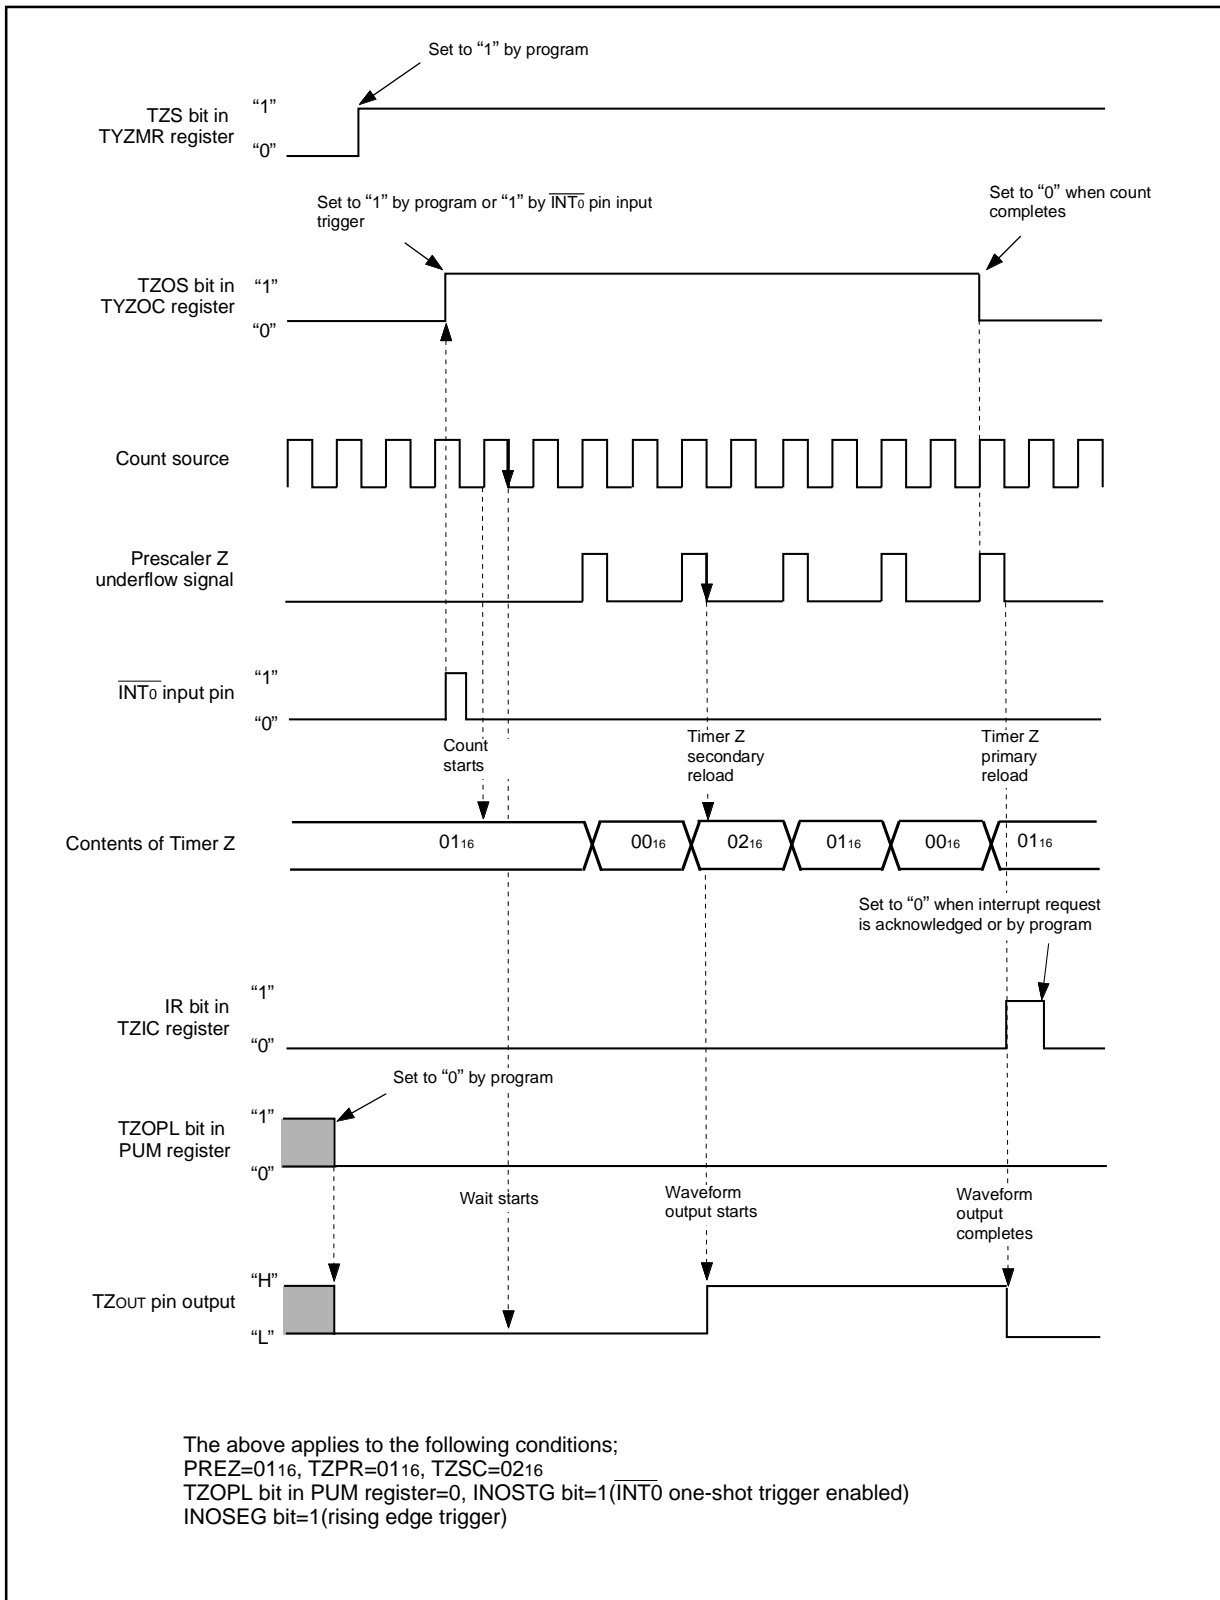 Set to “1” by program
“1”
TZS bit in
TYZMR register
“0”
Set to “1” by program or “1” by INT0 pin input
trigger
Set to “0” when count
completes
TZOS bit in
TYZOC register
“1”
“0”
Count source
Prescaler Z
underflow signal
INT0 input pin
“1”
“0”
Count
starts
Timer Z
secondary
reload
Timer Z
primary
reload
Contents of Timer Z
0116
0016
0216
0116
0016
0116
Set to “0” when interrupt request
is acknowledged or by program
IR bit in
TZIC register
“1”
“0”
Set to “0” by program
TZOPL bit in
PUM register
“1”
“0”
Wait starts
Waveform
output starts
Waveform
output
completes
TZOUT pin output
“H”
“L”
The above applies to the following conditions;
PREZ=0116, TZPR=0116, TZSC=0216
TZOPL bit in PUM register=0, INOSTG bit=1(INT0 one-shot trigger enabled)
INOSEG bit=1(rising edge trigger)